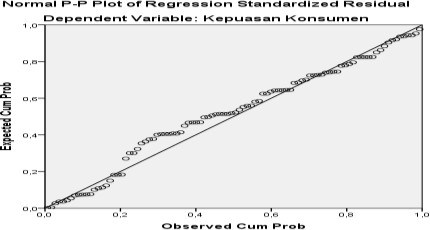 Normal P-P Plot of Regression Standardized Residual
Dependent Variable: Kepuasan Konsumen
1,0
0,8
0,6
0,4
0,2
0,0
Expected Cum Prob
0,0 0,2 0,4 0,6 0,8 1,0
Observed Cum Prob